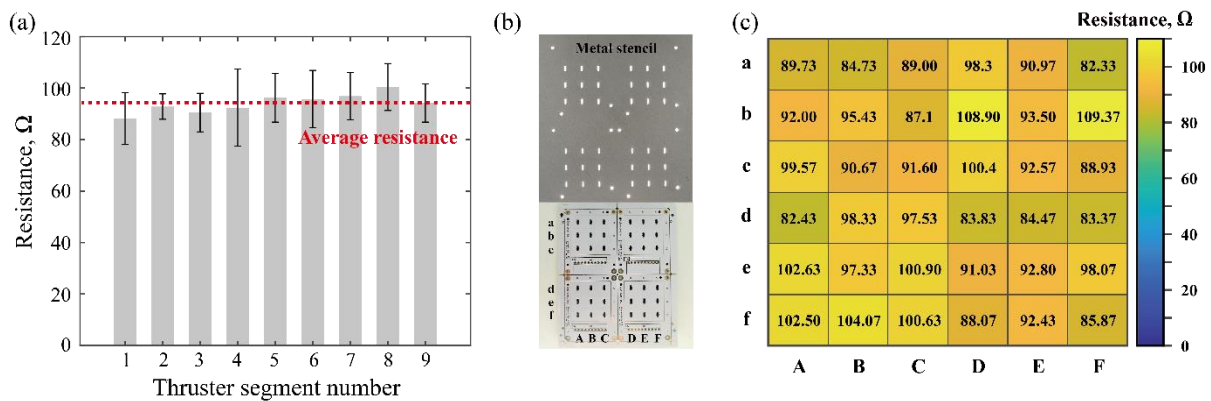 (a)
120
100
80
60
40
20
0
Resistance, Ω
Average resistance
1 2 3 4 5 6 7 8 9
Thruster segment number
(b)
Metal stencil
a
b
c
d
e
f
A B C D E F
(c)
Resistance, Ω
a 89.73 84.73 89.00 98.3 90.97 82.33
b 92.00 95.43 87.1 108.90 93.50 109.37
c 99.57 90.67 91.60 100.4 92.57 88.93
d 82.43 98.33 97.53 83.83 84.47 83.37
e 102.63 97.33 100.90 91.03 92.80 98.07
f 102.50 104.07 100.63 88.07 92.43 85.87
A B C D E F
100
80
60
40
20
0